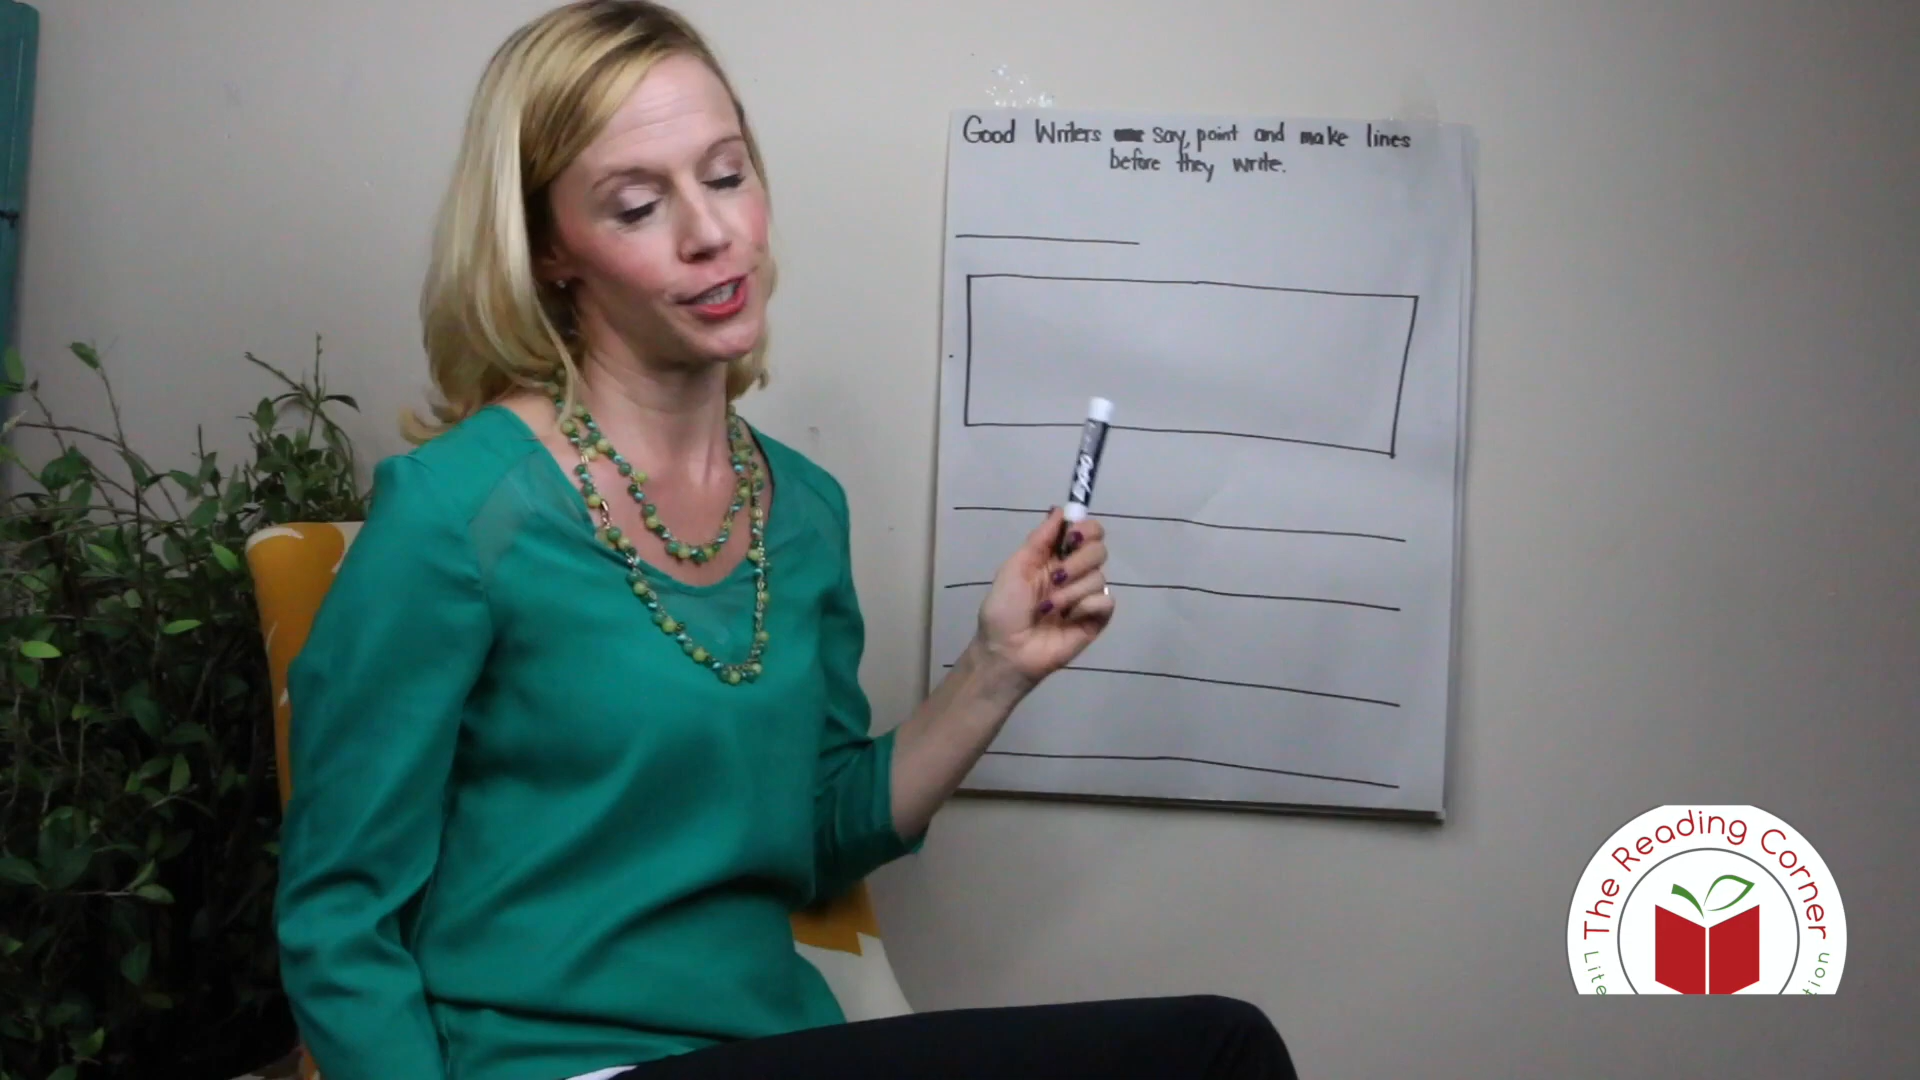 Good Writers say, point and make lines
before they write.
EXPO
The Reading Corner